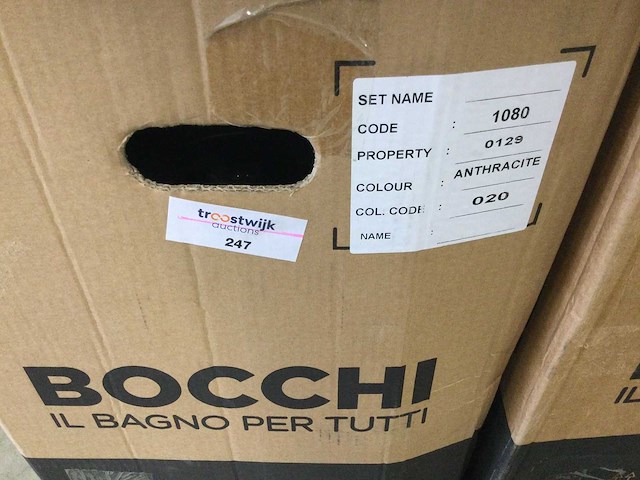 SET NAME
CODE : 1080
PROPERTY : 0129
COLOUR : ANTHRACITE
COL. CODE : 020
NAME :
troostwijk
auctions
247
BOCCHI
IL BAGNO PER TUTTI
IL